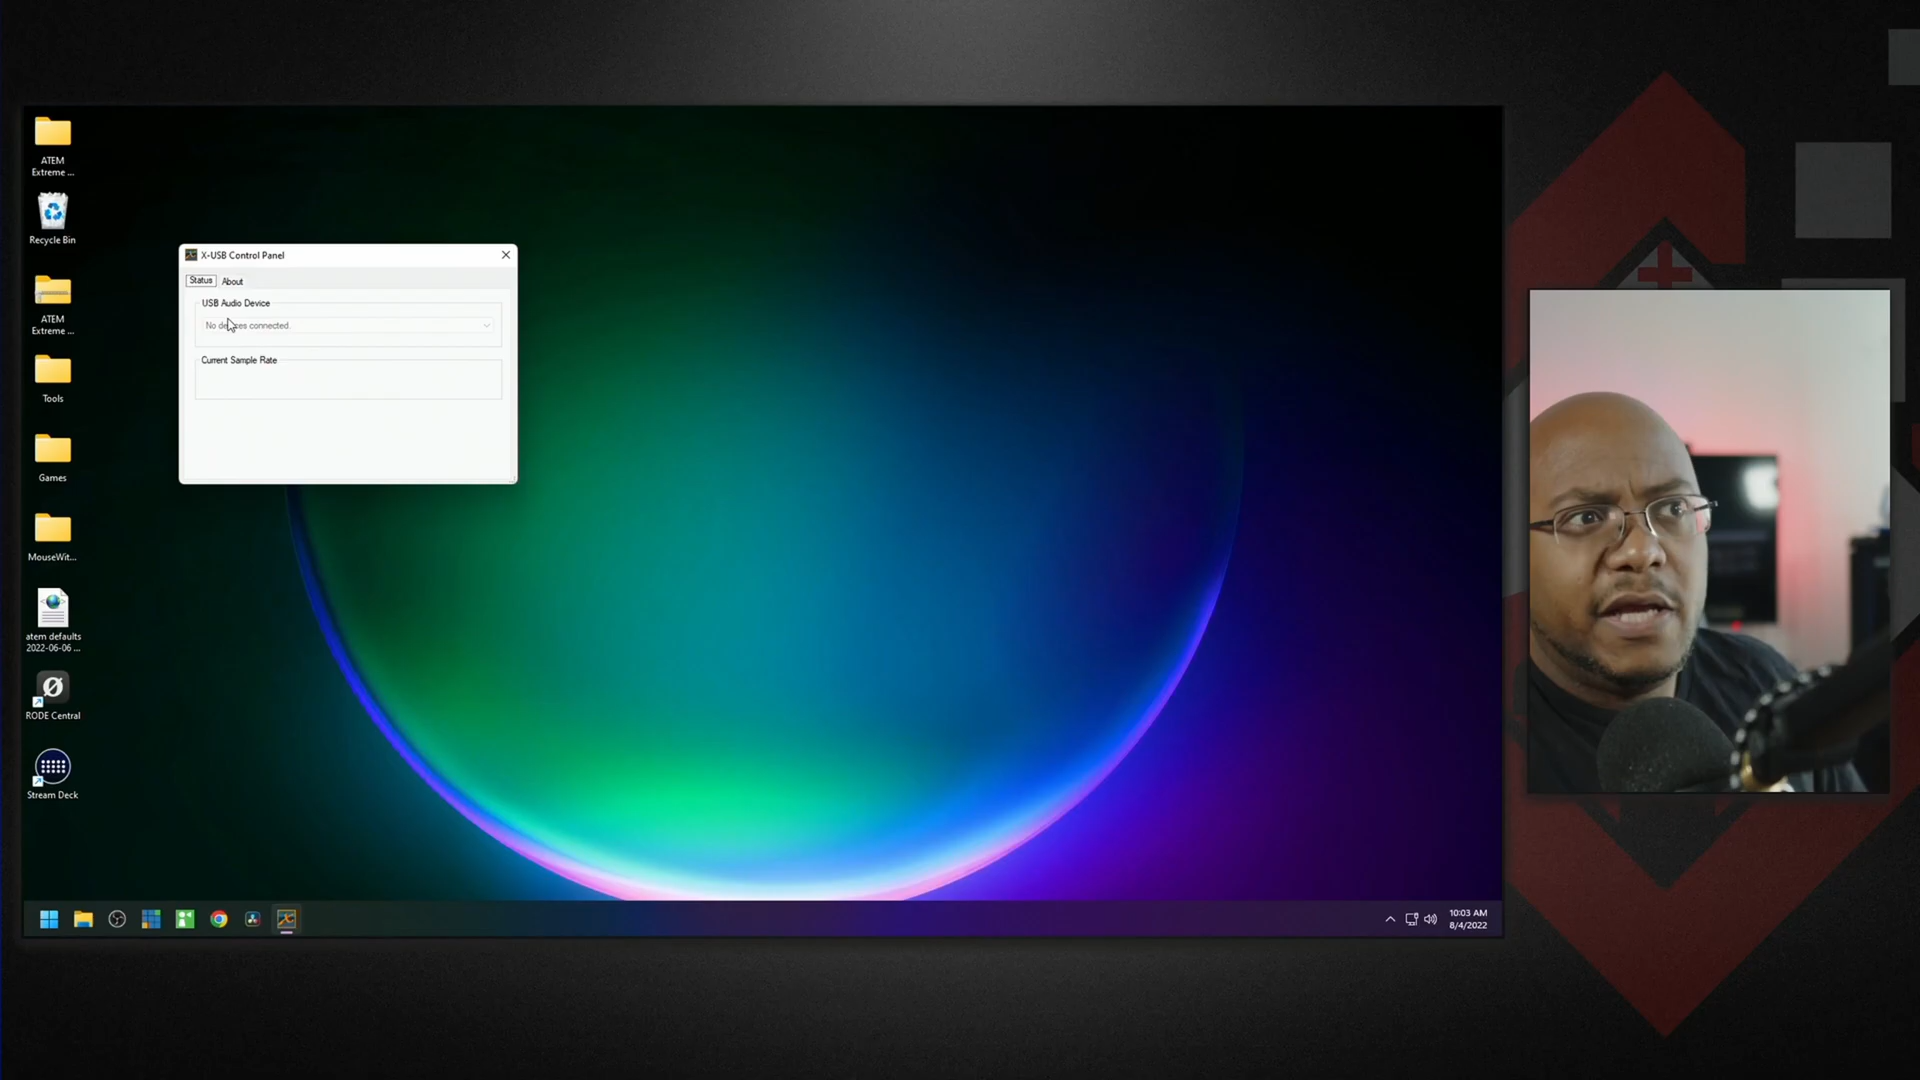 ATEM
Extreme ...
Recycle Bin
ATEM
Extreme ...
Tools
Games
MouseWit...
atem defaults
2022-06-06 ...
RODE Central
Stream Deck
X-USB Control Panel
Status About
USB Audio Device
No devices connected.
Current Sample Rate
10:03 AM
8/4/2022